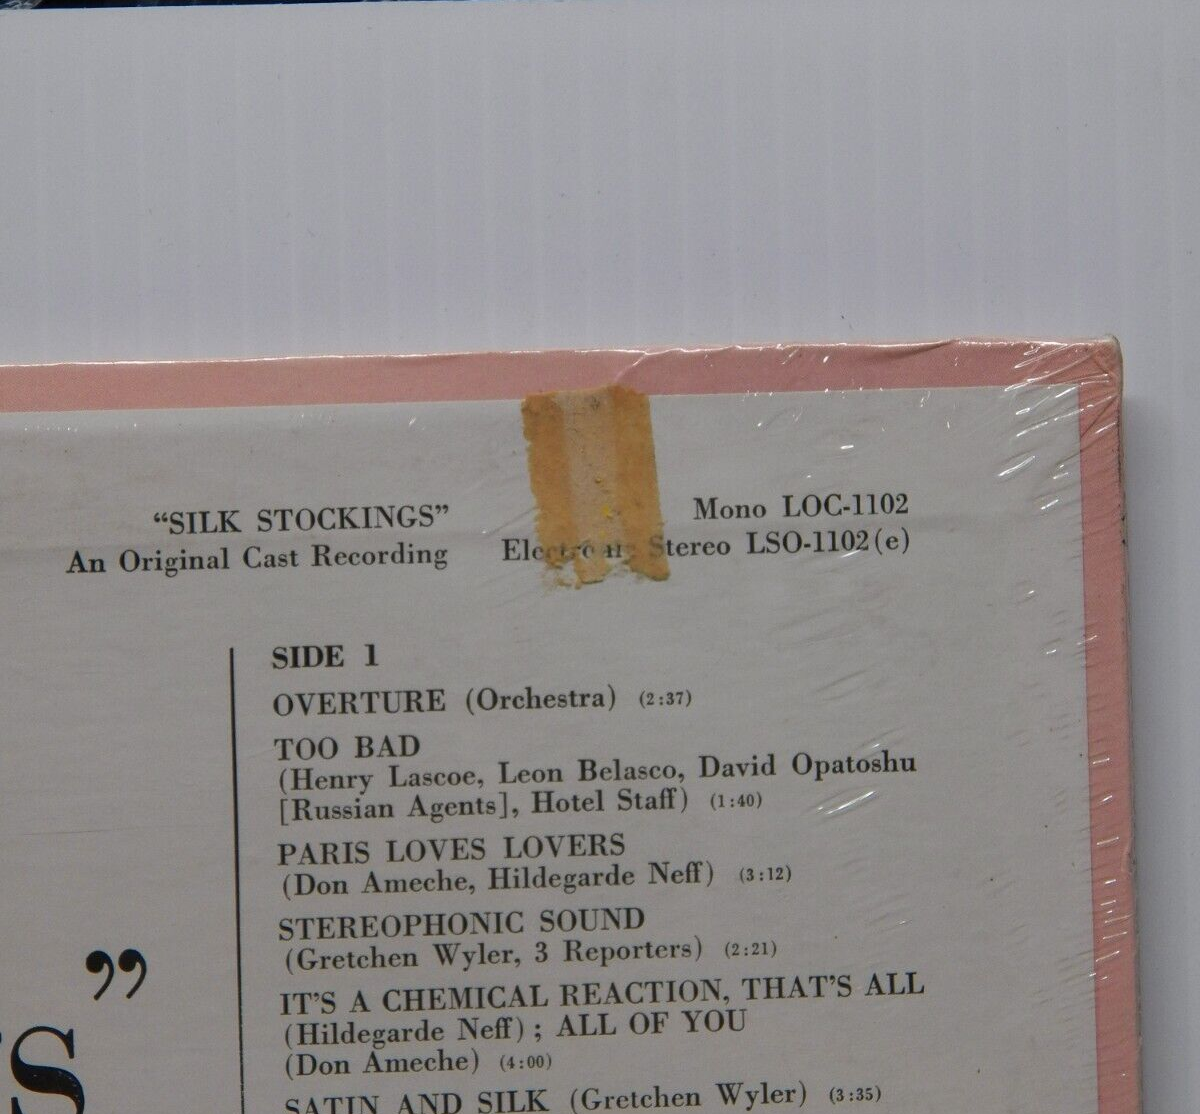 “SILK STOCKINGS”
An Original Cast Recording
Mono LOC-1102
Stereo LSO-1102(e)
SIDE 1
OVERTURE (Orchestra) (2:37)
TOO BAD
(Henry Lascoe, Leon Belasco, David Opatoshu
[Russian Agents], Hotel Staff) (1:40)
PARIS LOVES LOVERS
(Don Ameche, Hildegarde Neff) (3:12)
STEREOPHONIC SOUND
(Gretchen Wyler, 3 Reporters) (2:21)
IT'S A CHEMICAL REACTION, THAT'S ALL
(Hildegarde Neff) ; ALL OF YOU
(Don Ameche) (4:00)
SATIN AND SILK (Gretchen Wyler) (3:35)
”
S